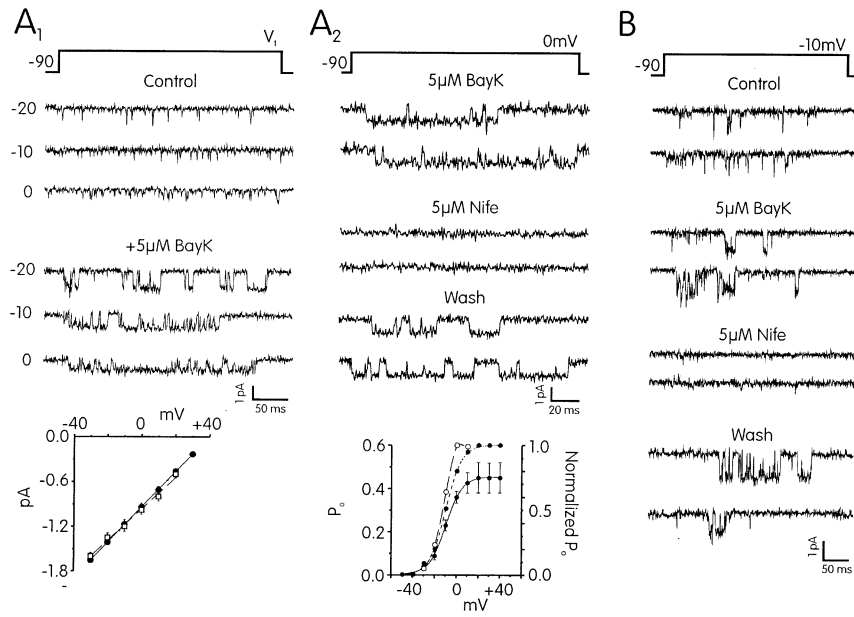 A1
V1
-90
Control
-20
-10
0
+5µM BayK
-20
-10
0
1 pA
50 ms
mV
-40 0 +40
0.0
-0.6
-1.2
-1.8
pA
A2
0mV
-90
5µM BayK
5µM Nife
Wash
1 pA
20 ms
0.6
0.4
0.2
0.0
Po
1.0
0.5
0.0
Normalized Po
-40 0 +40
mV
B
-10mV
-90
Control
5µM BayK
5µM Nife
Wash
1 pA
50 ms